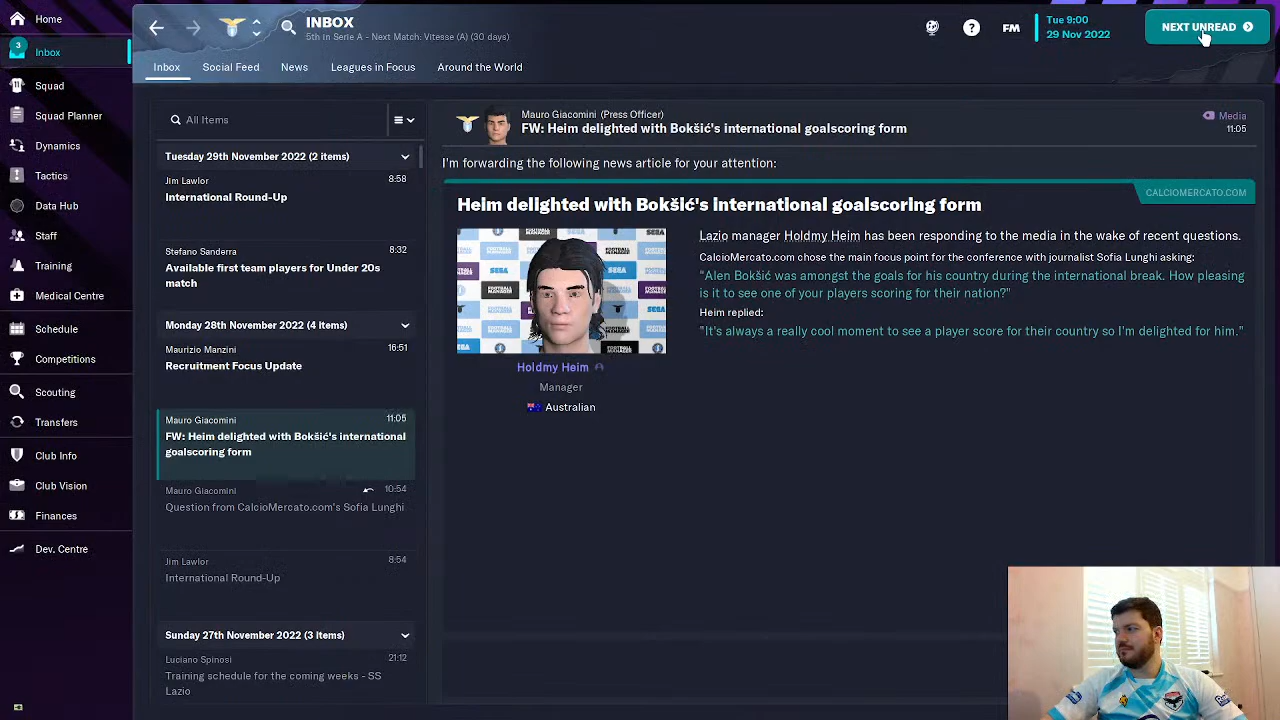 Home
3
Inbox
Squad
Squad Planner
Dynamics
Tactics
Data Hub
Staff
Training
Medical Centre
Schedule
Competitions
Scouting
Transfers
Club Info
Club Vision
Finances
Dev. Centre
INBOX
5th in Serie A - Next Match: Vitesse (A) (30 days)
FM
Tue 9:00
29 Nov 2022
NEXT UNREAD
Inbox
Social Feed
News
Leagues in Focus
Around the World
All Items
Tuesday 29th November 2022 (2 items)
Jim Lawlor
8:58
International Round-Up
Stefano Sanderra
8:32
Available first team players for Under 20s
match
Monday 28th November 2022 (4 Items)
Maurizio Manzini
16:51
Recruitment Focus Update
Mauro Giacomini
11:05
FW: Heim delighted with Bokšić's international
goalscoring form
Mauro Giacomini
10:54
Question from CalcioMercato.com's Sofia Lunghi
Jim Lawlor
8:54
International Round-Up
Sunday 27th November 2022 (3 Items)
Luciano Spinosi
21:12
Training schedule for the coming weeks - SS
Lazio
Mauro Giacomini (Press Officer)
FW: Heim delighted with Bokšić's international goalscoring form
Media
11:05
I'm forwarding the following news article for your attention:
CALCIOMERCATO.COM
Heim delighted with Bokšić's international goalscoring form
Holdmy Heim
Manager
Australian
Lazio manager Holdmy Heim has been responding to the media in the wake of recent questions.
CalcioMercato.com chose the main focus point for the conference with journalist Sofia Lunghi asking:
"Alen Bokšić was amongst the goals for his country during the international break. How pleasing
is it to see one of your players scoring for their nation?"
Heim replied:
"It's always a really cool moment to see a player score for their country so I'm delighted for him."